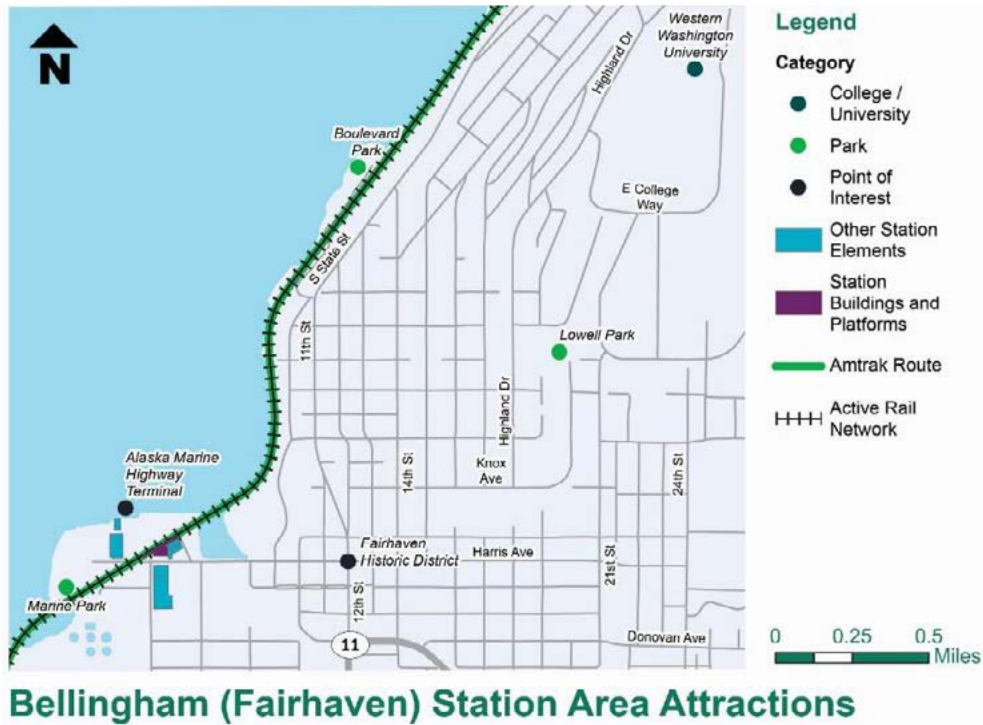 N
Western
Washington
University
Highland Dr
Boulevard
Park
E College
Way
S State St
11th St
Lowell Park
Highland Dr
Alaska Marine
Highway
Terminal
14th St
Knox
Ave
24th St
Fairhaven
Historic District
Harris Ave
21st St
Marine Park
12th St
11
Donovan Ave
Legend
Category
College /
University
Park
Point of
Interest
Other Station
Elements
Station
Buildings and
Platforms
Amtrak Route
Active Rail
Network
0 0.25 0.5
Miles
Bellingham (Fairhaven) Station Area Attractions